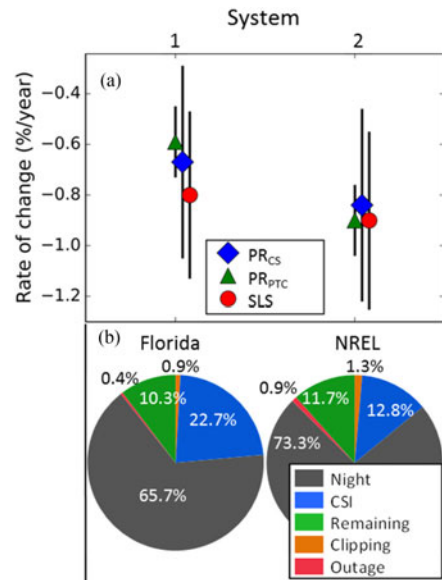 System
1 2
(a)
Rate of change (%/year)
−0.4
−0.6
−0.8
−1.0
−1.2
PR_CS
PR_PTC
SLS
(b)
Florida
NREL
0.4%
0.9%
10.3%
22.7%
65.7%
0.9%
1.3%
11.7%
12.8%
73.3%
Night
CSI
Remaining
Clipping
Outage